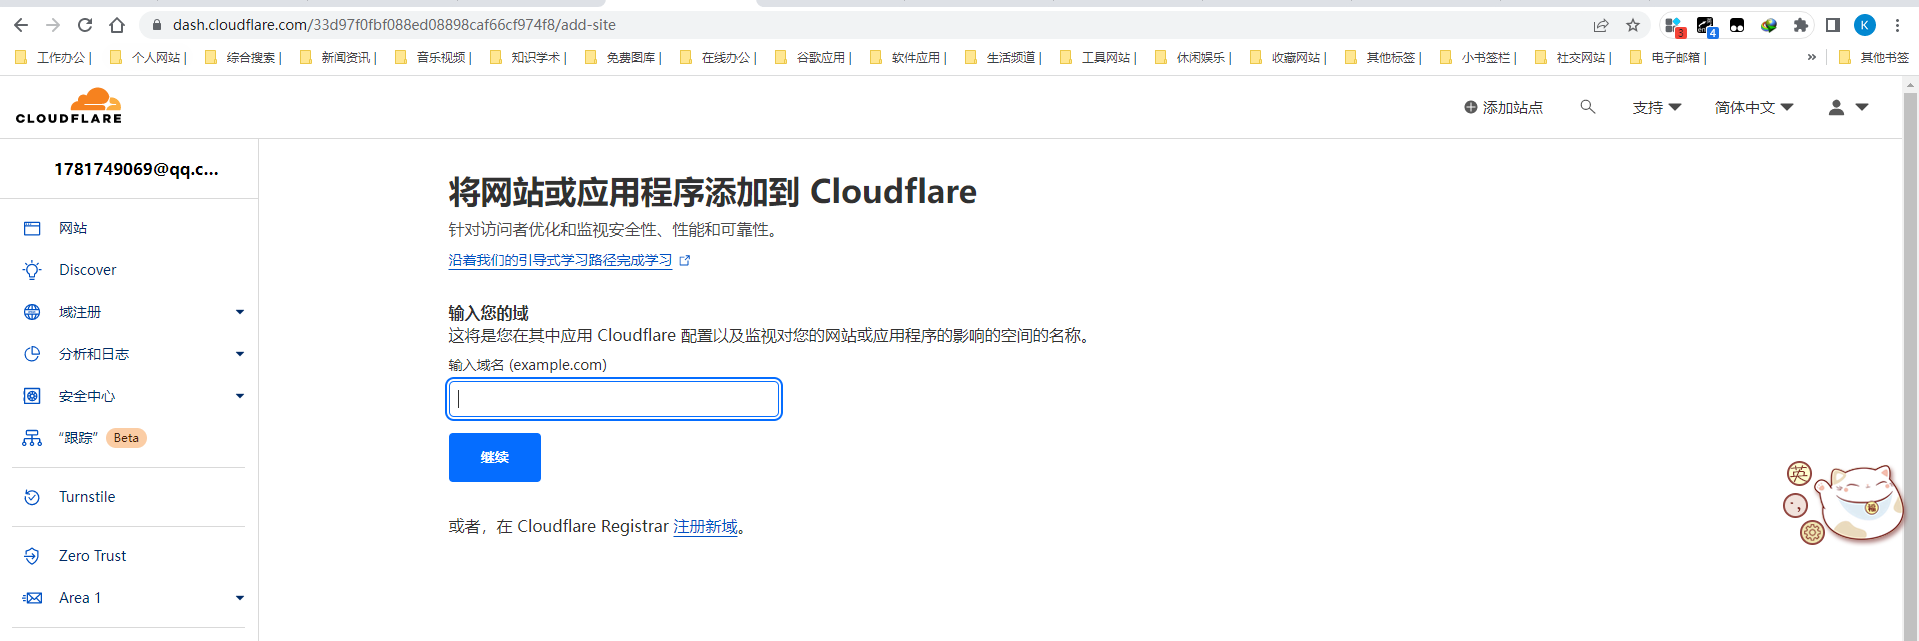 dash.cloudflare.com/33d97f0fbf088ed08898caf66cf974f8/add-site
3
4
K
工作办公 |
个人网站 |
综合搜索 |
新闻资讯 |
音乐视频 |
知识学术 |
免费图库 |
在线办公 |
谷歌应用 |
软件应用 |
生活频道 |
工具网站 |
休闲娱乐 |
收藏网站 |
其他标签 |
小书签栏 |
社交网站 |
电子邮箱 |
»
其他书签
CLOUDFLARE
添加站点
支持
简体中文
1781749069@qq.c...
网站
Discover
域注册
分析和日志
安全中心
“跟踪” Beta
Turnstile
Zero Trust
Area 1
将网站或应用程序添加到 Cloudflare
针对访问者优化和监视安全性、性能和可靠性。
沿着我们的引导式学习路径完成学习
输入您的域
这将是您在其中应用 Cloudflare 配置以及监视对您的网站或应用程序的影响的空间的名称。
输入域名 (example.com)
继续
或者，在 Cloudflare Registrar 注册新域。
英
福